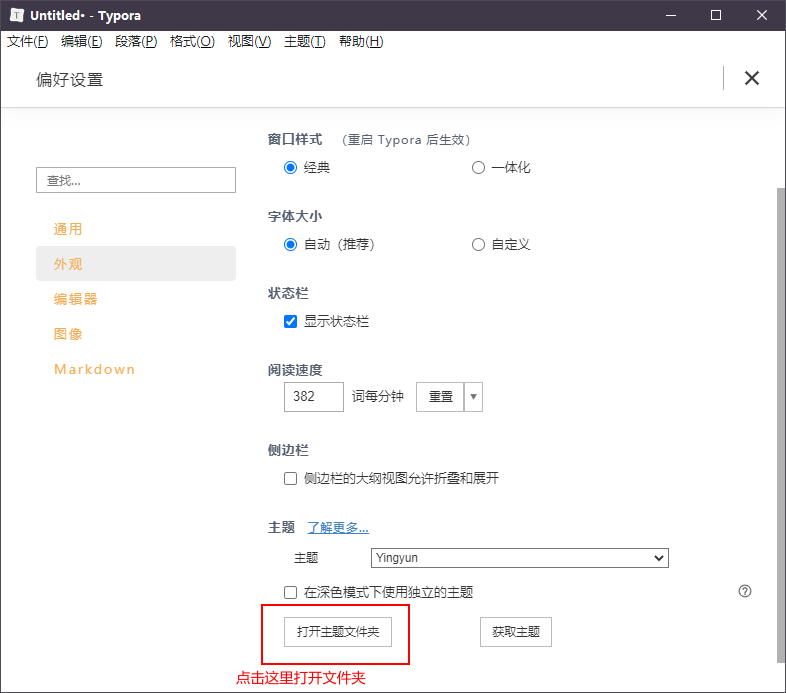 Untitled• - Typora
文件(F) 编辑(E) 段落(P) 格式(O) 视图(V) 主题(T) 帮助(H)
偏好设置
查找...
通用
外观
编辑器
图像
Markdown
窗口样式 (重启 Typora 后生效)
经典 一体化
字体大小
自动（推荐） 自定义
状态栏
显示状态栏
阅读速度
382 词每分钟 重置
侧边栏
侧边栏的大纲视图允许折叠和展开
主题 了解更多...
主题 Yingyun
在深色模式下使用独立的主题
打开主题文件夹 获取主题
点击这里打开文件夹